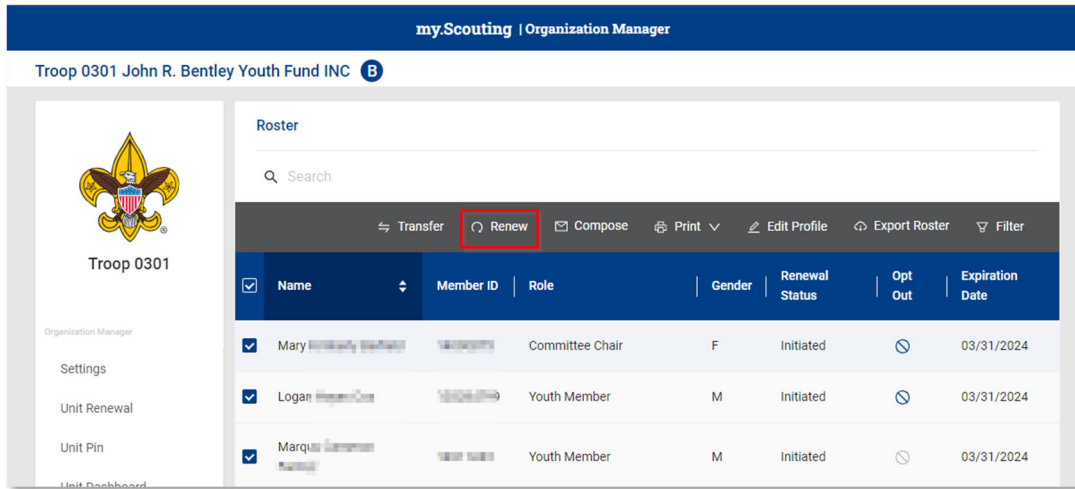 my.Scouting | Organization Manager
Troop 0301 John R. Bentley Youth Fund INC B
Troop 0301
Organization Manager
Settings
Unit Renewal
Unit Pin
Unit Dashboard
Roster
Search
Transfer Renew Compose Print Edit Profile Export Roster Filter
Name Member ID Role Gender Renewal Status Opt Out Expiration Date
Mary Committee Chair F Initiated 03/31/2024
Logan Youth Member M Initiated 03/31/2024
Youth Member M Initiated 03/31/2024